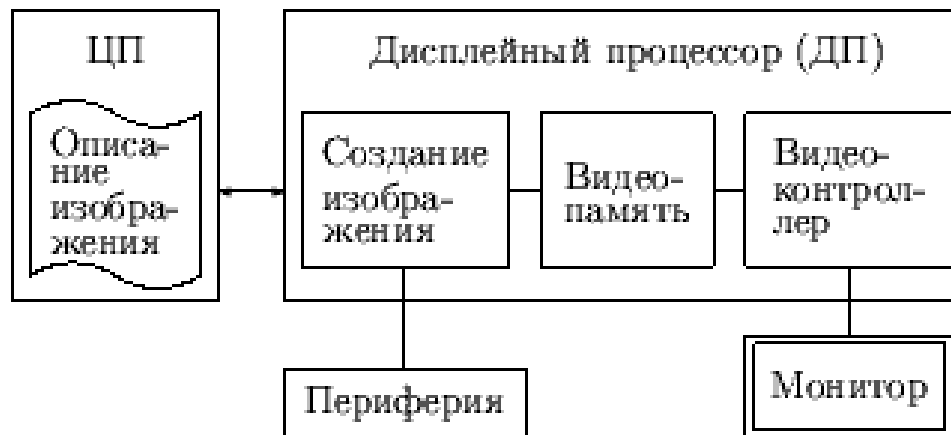 ЦП
Описа-
ние
изобра-
жения
Дисплейный процессор (ДП)
Создание
изобра-
жения
Видео-
память
Видео-
контрол-
лер
Периферия
Монитор